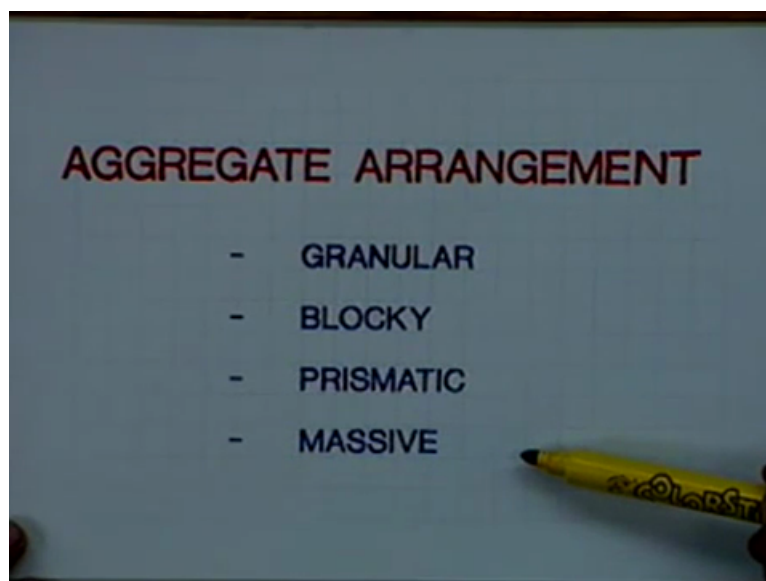 AGGREGATE ARRANGEMENT
- GRANULAR
- BLOCKY
- PRISMATIC
- MASSIVE